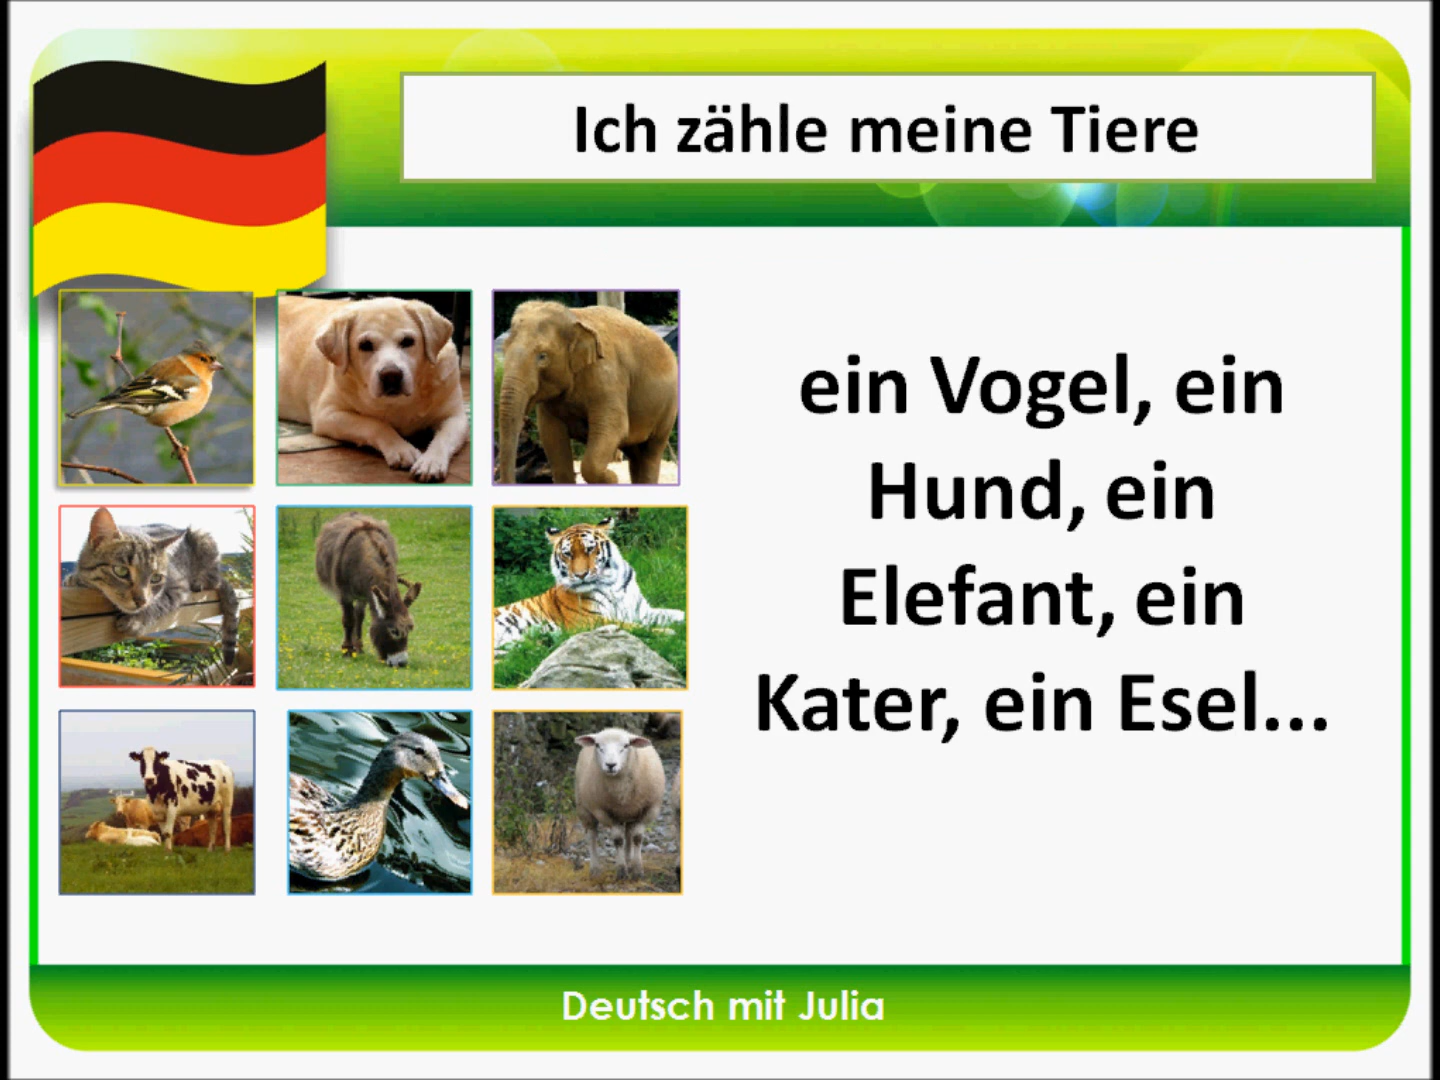 Ich zähle meine Tiere
ein Vogel, ein
Hund, ein
Elefant, ein
Kater, ein Esel...
Deutsch mit Julia